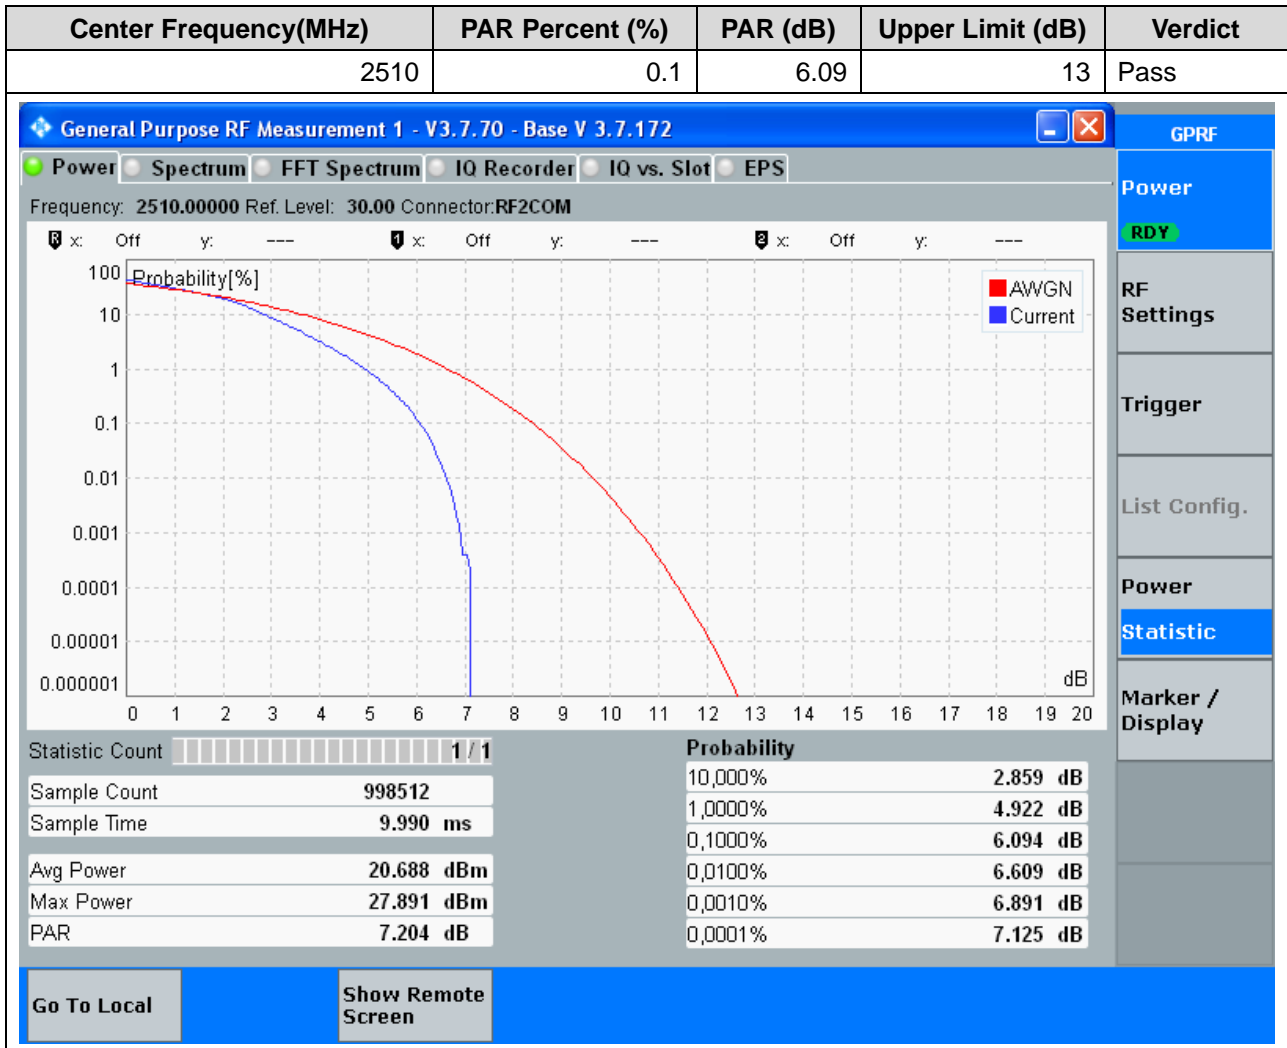 Center Frequency(MHz) PAR Percent (%) PAR (dB) Upper Limit (dB) Verdict
2510 0.1 6.09 13 Pass
General Purpose RF Measurement 1 - V3.7.70 - Base V 3.7.172
GPRF
Power Spectrum FFT Spectrum IQ Recorder IQ vs. Slot EPS
Power
RDY
Frequency: 2510.00000 Ref. Level: 30.00 Connector:RF2COM
R x: Off y: --- 1 x: Off y: --- 2 x: Off y: ---
Probability[%]
AWGN
Current
100
10
1
0.1
0.01
0.001
0.0001
0.00001
0.000001
dB
0 1 2 3 4 5 6 7 8 9 10 11 12 13 14 15 16 17 18 19 20
RF
Settings
Trigger
List Config.
Power
Statistic
Marker /
Display
Statistic Count 1 / 1
Sample Count 998512
Sample Time 9.990 ms
Avg Power 20.688 dBm
Max Power 27.891 dBm
PAR 7.204 dB
Probability
10,000% 2.859 dB
1,0000% 4.922 dB
0,1000% 6.094 dB
0,0100% 6.609 dB
0,0010% 6.891 dB
0,0001% 7.125 dB
Go To Local
Show Remote
Screen